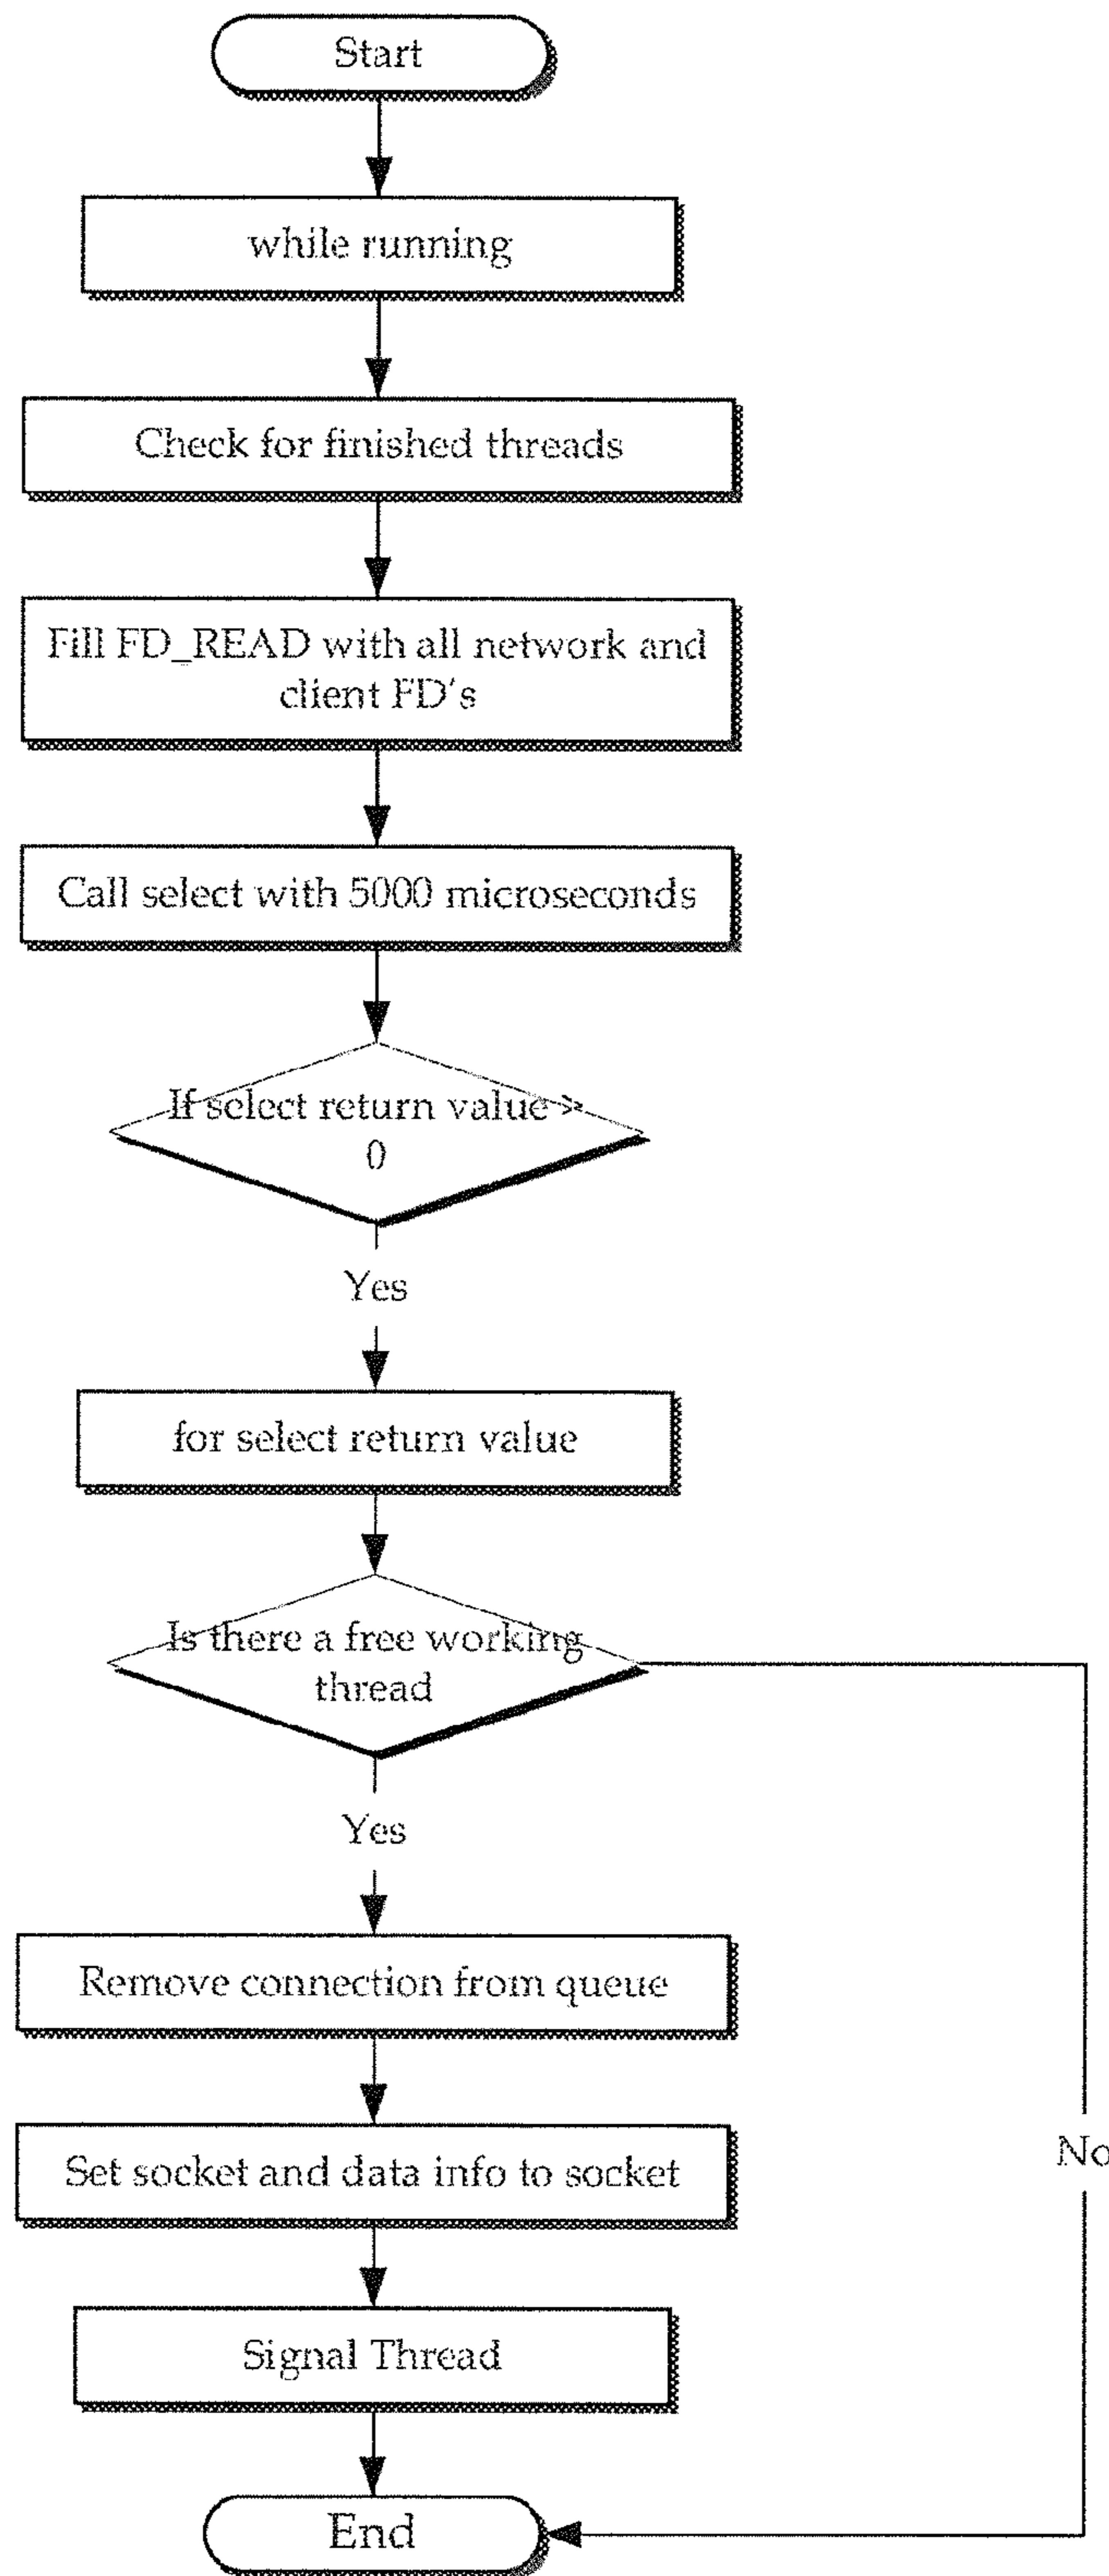 Start
while running
Check for finished threads
Fill FD_READ with all network and
client FD's
Call select with 5000 microseconds
If select return value >
0
Yes
for select return value
Is there a free working
thread
Yes
Remove connection from queue
Set socket and data info to socket
No
Signal Thread
End